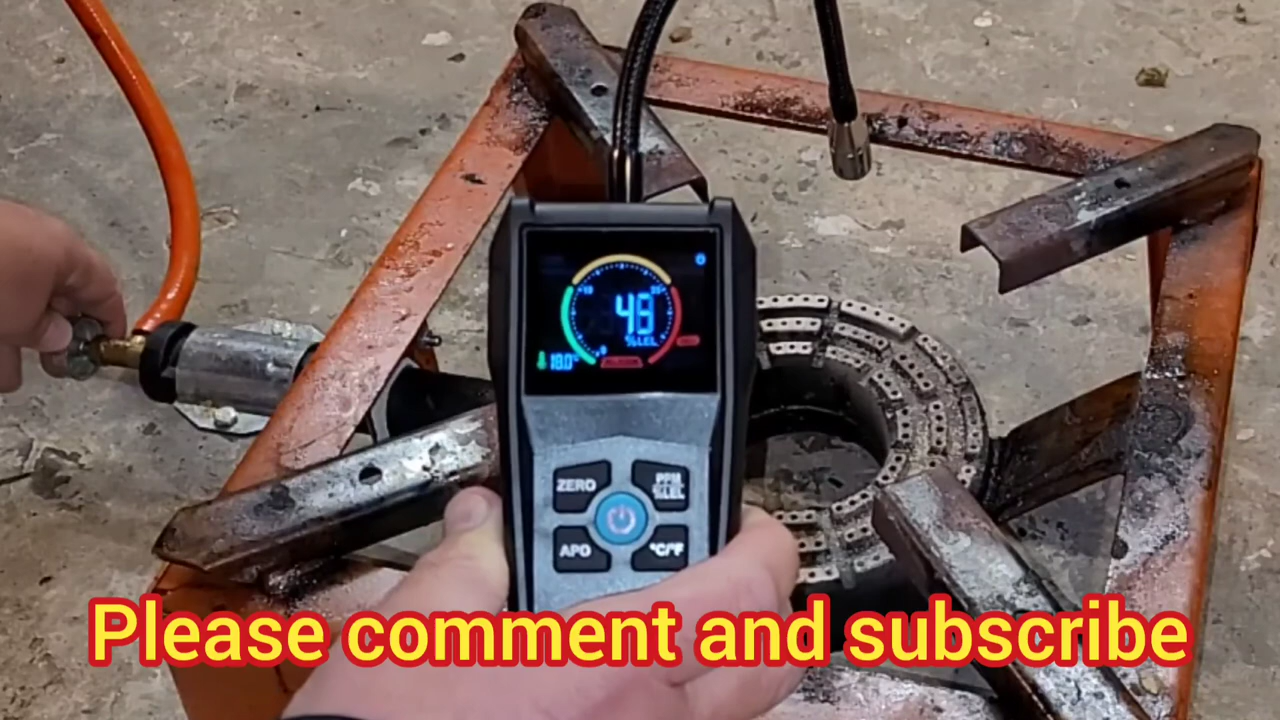 48
%LEL
18.0°
ZERO
PPM
%LEL
APO
°C/°F
Please comment and subscribe